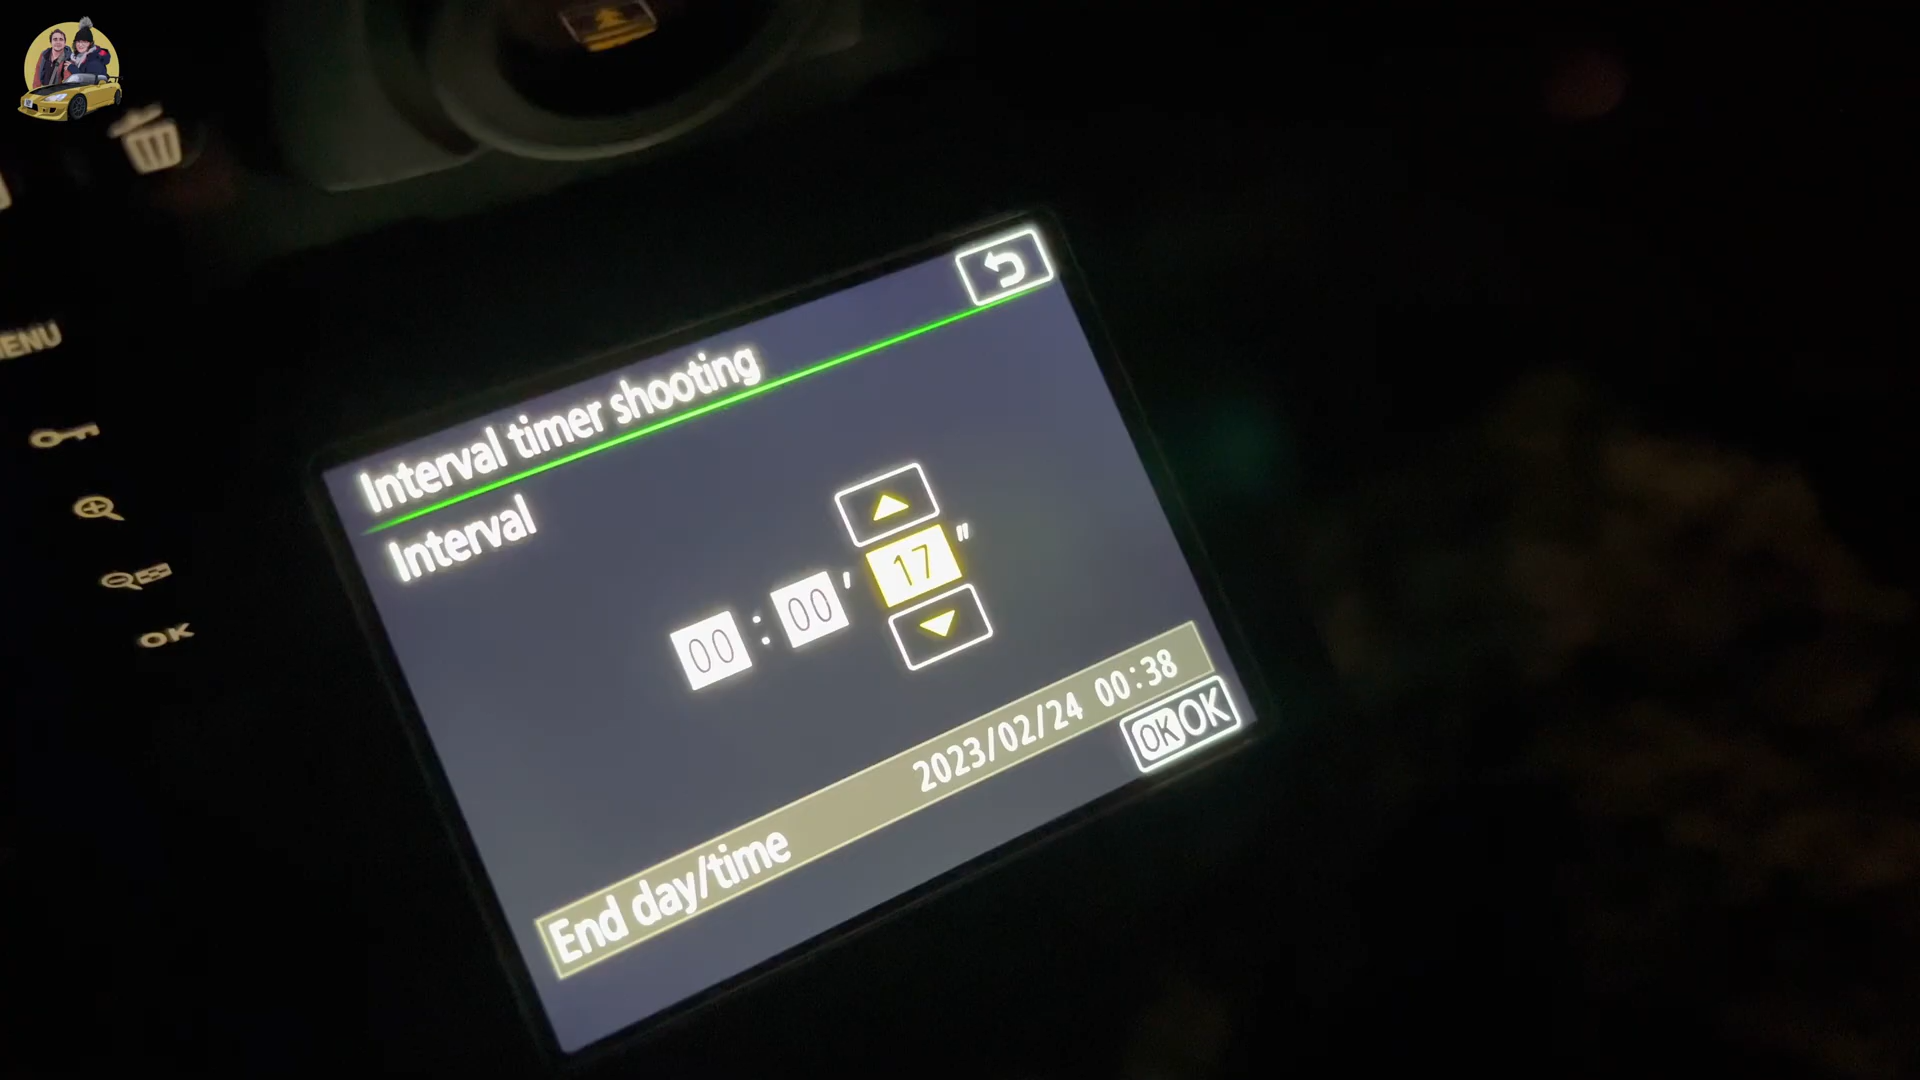 MENU
OK
Interval timer shooting
Interval
00:00'17"
End day/time 2023/02/24 00:38
OK OK